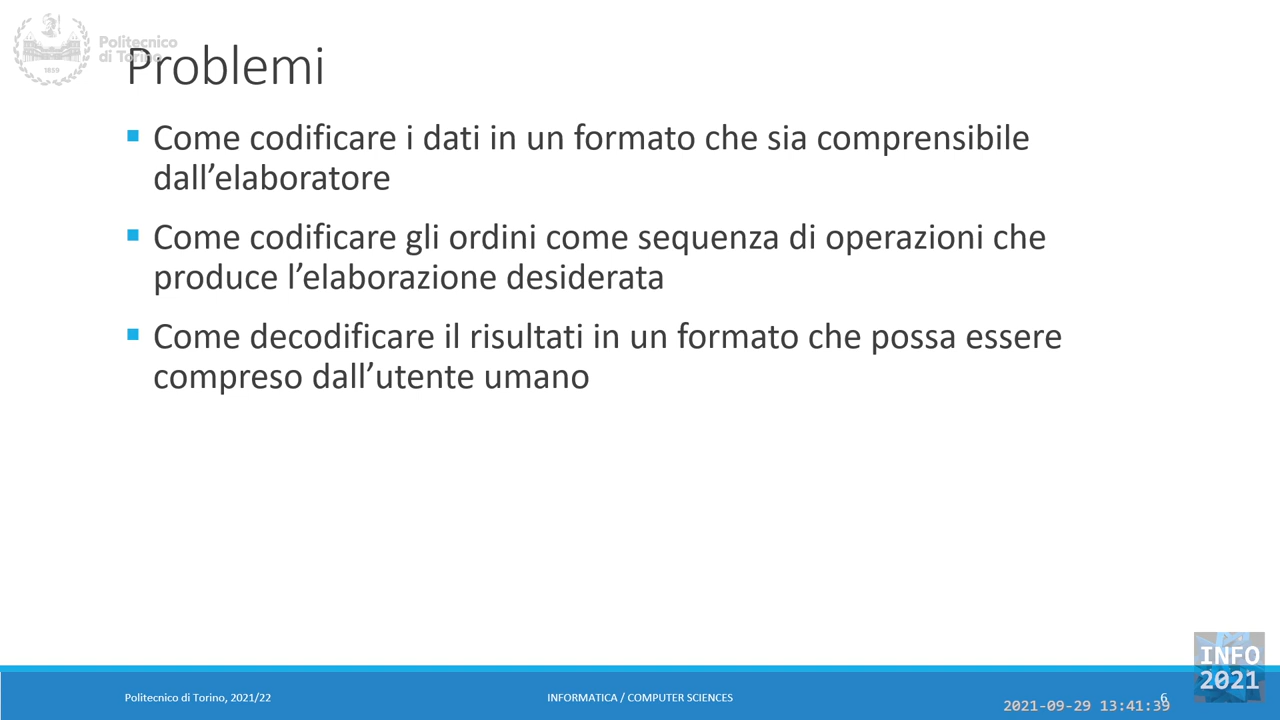 Politecnico
di Torino
1859
Problemi
Come codificare i dati in un formato che sia comprensibile
dall’elaboratore
Come codificare gli ordini come sequenza di operazioni che
produce l’elaborazione desiderata
Come decodificare il risultati in un formato che possa essere
compreso dall’utente umano
Politecnico di Torino, 2021/22
INFORMATICA / COMPUTER SCIENCES
6
2021-09-29 13:41:39
INFO
2021